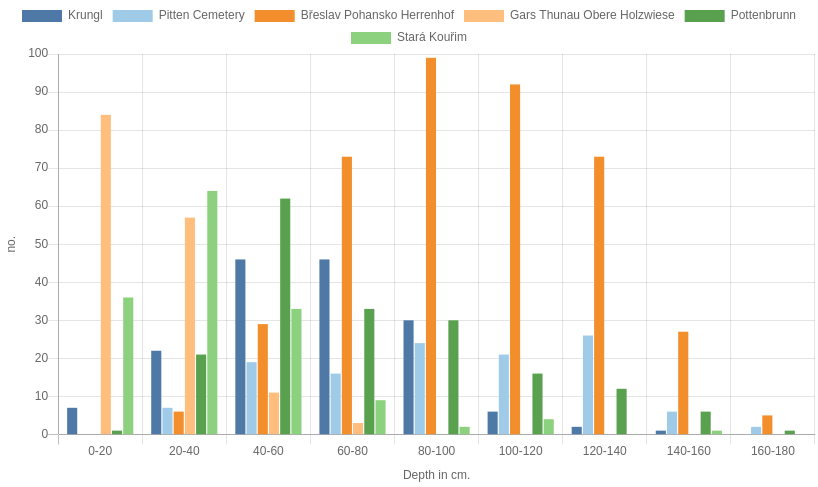 Krungl Pitten Cemetery Břeslav Pohansko Herrenhof Gars Thunau Obere Holzwiese Pottenbrunn
Stará Kouřim
100
90
80
70
60
50
40
30
20
10
0
no.
0-20 20-40 40-60 60-80 80-100 100-120 120-140 140-160 160-180
Depth in cm.